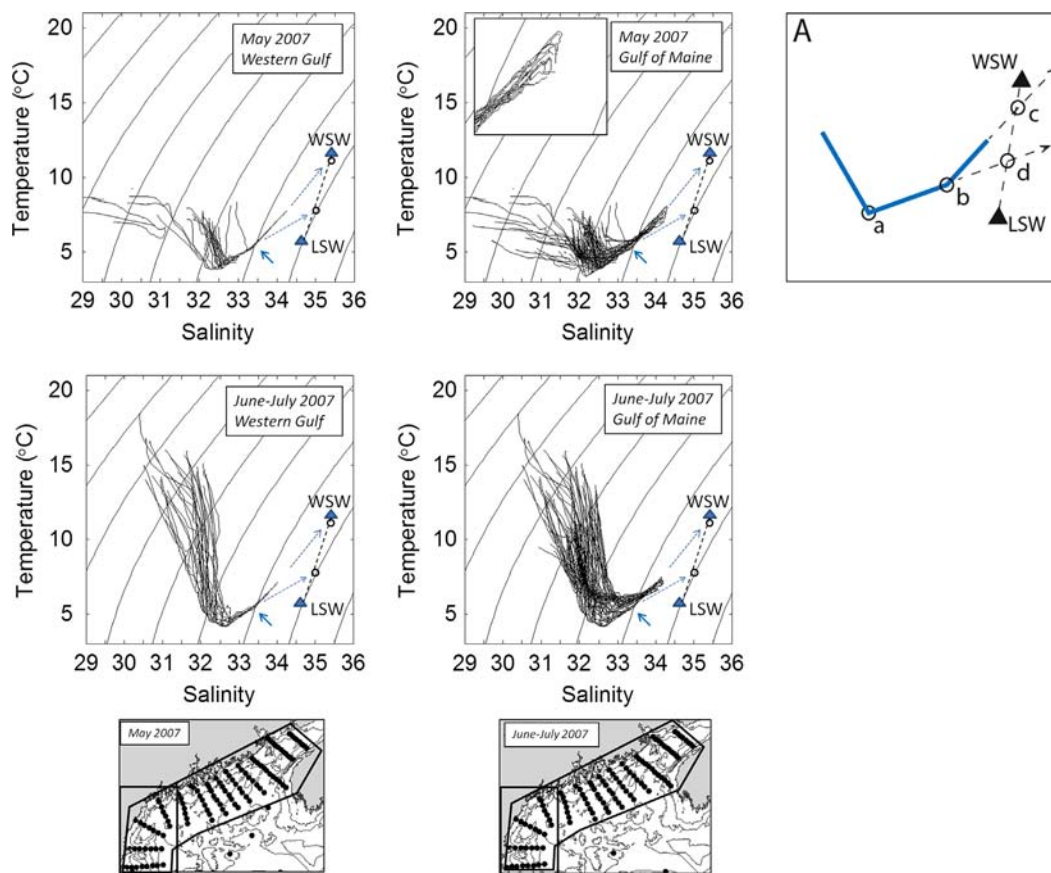 May 2007
Western Gulf
20
15
10
5
Temperature (°C)
WSW
LSW
29 30 31 32 33 34 35 36
Salinity
May 2007
Gulf of Maine
20
15
10
5
Temperature (°C)
WSW
LSW
29 30 31 32 33 34 35 36
Salinity
A
WSW
c
d
b
a
LSW
June-July 2007
Western Gulf
20
15
10
5
Temperature (°C)
WSW
LSW
29 30 31 32 33 34 35 36
Salinity
June-July 2007
Gulf of Maine
20
15
10
5
Temperature (°C)
WSW
LSW
29 30 31 32 33 34 35 36
Salinity
May 2007
June-July 2007